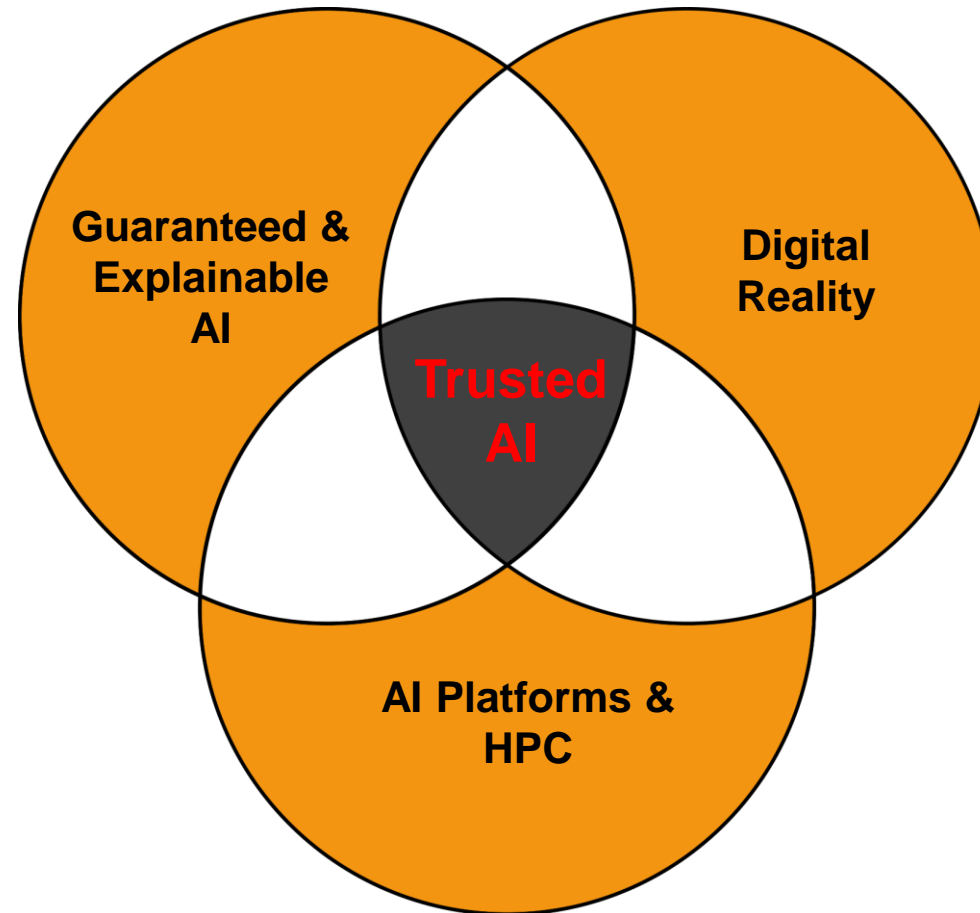 Guaranteed &
Explainable
AI
Digital
Reality
Trusted
AI
AI Platforms &
HPC